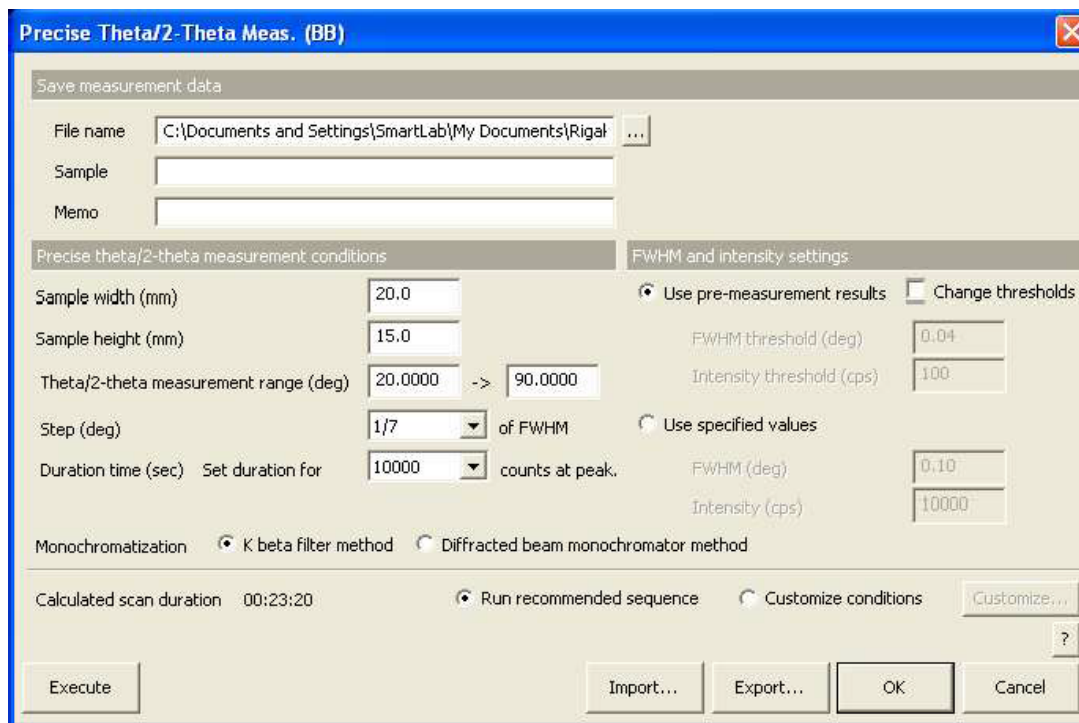 Precise Theta/2-Theta Meas. (BB)
Save measurement data
File name C:\Documents and Settings\SmartLab\My Documents\Rigak ...
Sample
Memo
Precise theta/2-theta measurement conditions
FWHM and intensity settings
Sample width (mm) 20.0
Use pre-measurement results Change thresholds
Sample height (mm) 15.0
FWHM threshold (deg) 0.04
Theta/2-theta measurement range (deg) 20.0000 -> 90.0000
Intensity threshold (cps) 100
Step (deg) 1/7 of FWHM
Use specified values
Duration time (sec) Set duration for 10000 counts at peak.
FWHM (deg) 0.10
Intensity (cps) 10000
Monochromatization K beta filter method Diffracted beam monochromator method
Calculated scan duration 00:23:20 Run recommended sequence Customize conditions Customize...
?
Execute Import... Export... OK Cancel